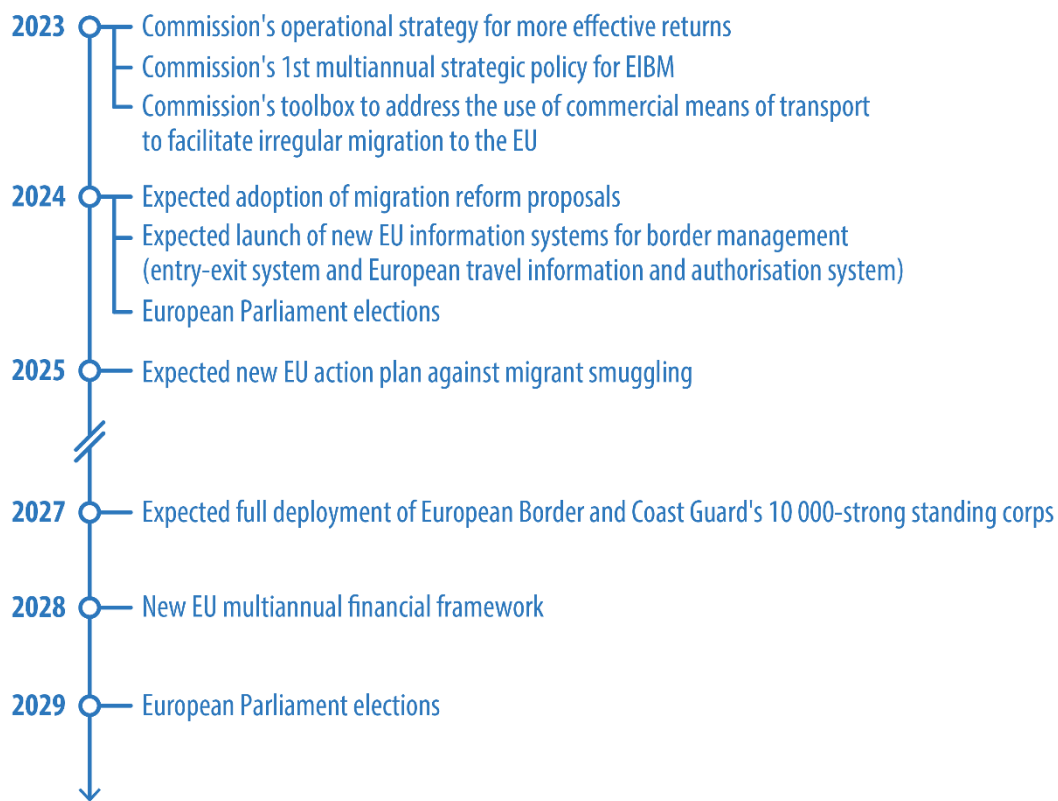 2023 Commission's operational strategy for more effective returns
Commission's 1st multiannual strategic policy for EIBM
Commission's toolbox to address the use of commercial means of transport
to facilitate irregular migration to the EU
2024 Expected adoption of migration reform proposals
Expected launch of new EU information systems for border management
(entry-exit system and European travel information and authorisation system)
European Parliament elections
2025 Expected new EU action plan against migrant smuggling
2027 Expected full deployment of European Border and Coast Guard's 10 000-strong standing corps
2028 New EU multiannual financial framework
2029 European Parliament elections